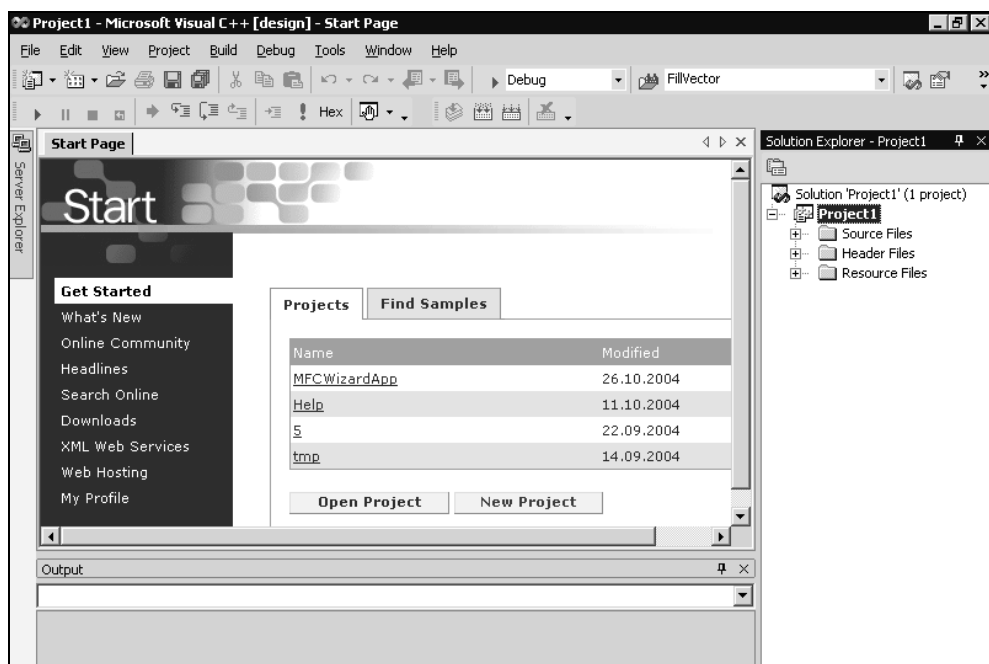 Project1 - Microsoft Visual C++ [design] - Start Page
File Edit View Project Build Debug Tools Window Help
Debug FillVector
Hex
Server Explorer
Start Page
Start
Get Started
What's New
Online Community
Headlines
Search Online
Downloads
XML Web Services
Web Hosting
My Profile
Projects Find Samples
Name Modified
MFCWizardApp 26.10.2004
Help 11.10.2004
5 22.09.2004
tmp 14.09.2004
Open Project New Project
Output
Solution Explorer - Project1
Solution 'Project1' (1 project)
Project1
Source Files
Header Files
Resource Files